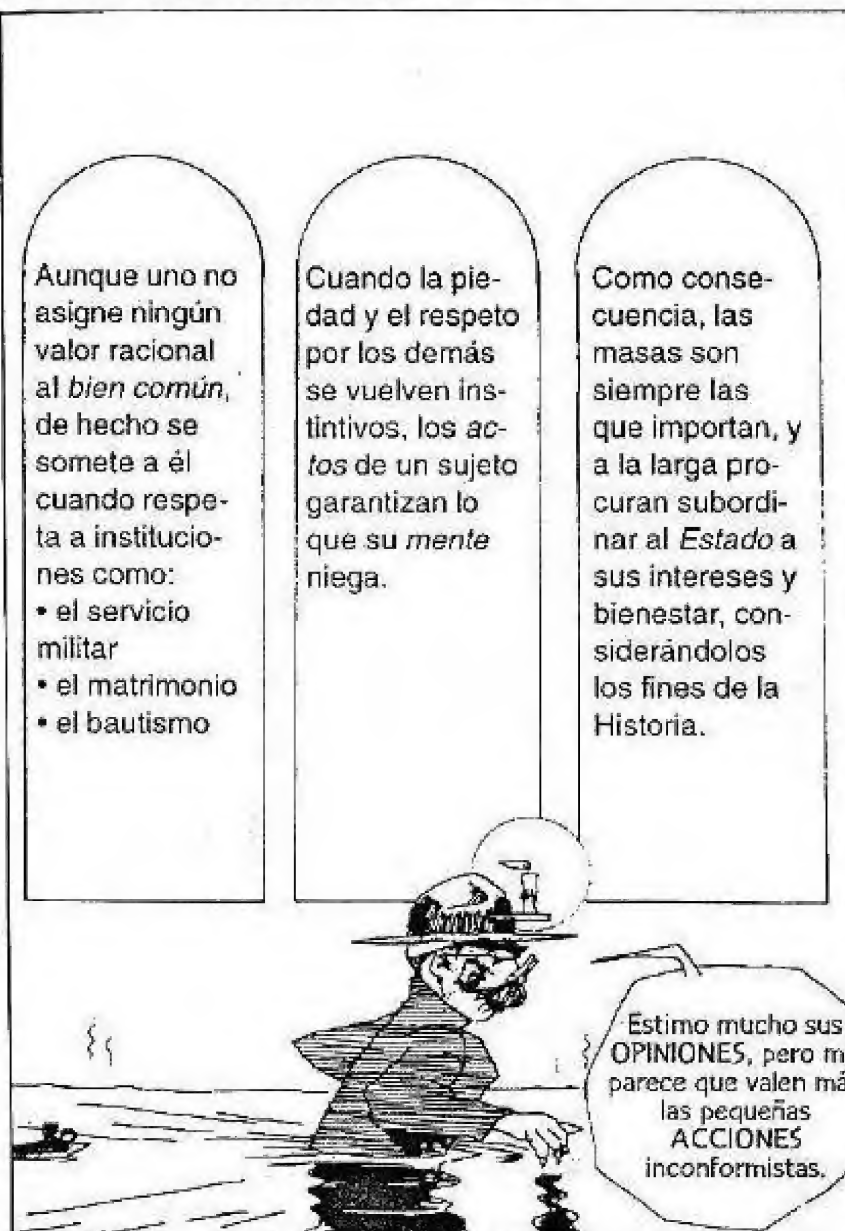 Aunque uno no
asigne ningún
valor racional
al bien común,
de hecho se
somete a él
cuando respe-
ta a institucio-
nes como:
• el servicio
militar
• el matrimonio
• el bautismo
Cuando la pie-
dad y el respeto
por los demás
se vuelven ins-
tintivos, los ac-
tos de un sujeto
garantizan lo
que su mente
niega.
Como conse-
cuencia, las
masas son
siempre las
que importan, y
a la larga pro-
curan subordi-
nar al Estado a
sus intereses y
bienestar, con-
siderándolos
los fines de la
Historia.
Estimo mucho sus
OPINIONES, pero
parece que valen
las pequeñas
ACCIONES
inconformistas.